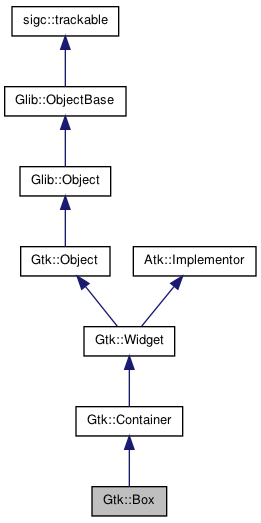 sigc::trackable
Glib::ObjectBase
Glib::Object
Gtk::Object
Atk::Implementor
Gtk::Widget
Gtk::Container
Gtk::Box